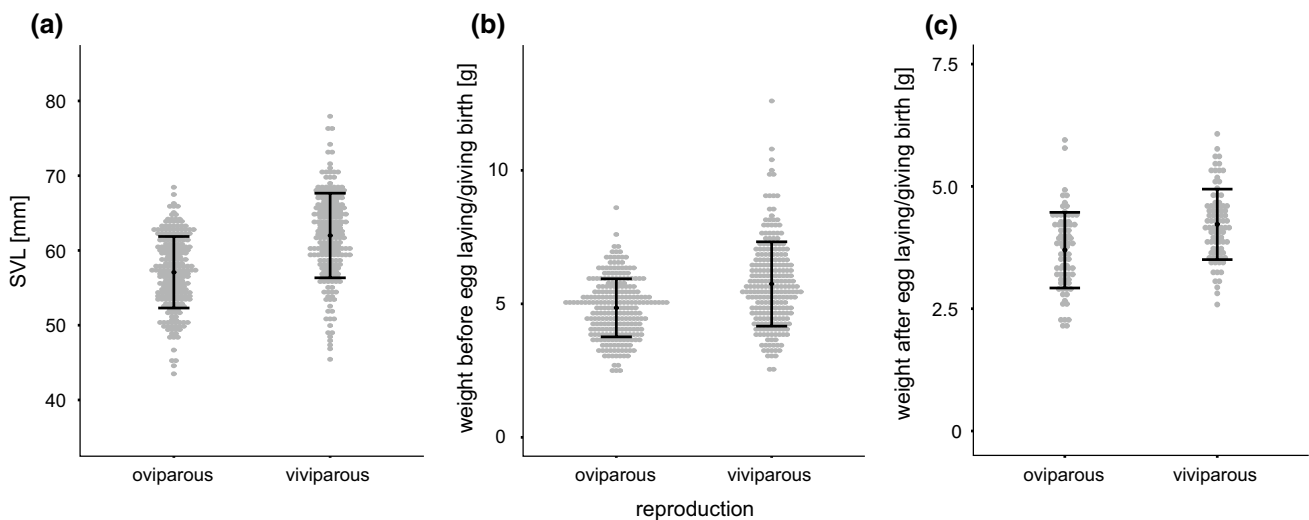 (a)
SVL [mm]
80
70
60
50
40
oviparous viviparous
(b)
weight before egg laying/giving birth [g]
10
5
0
oviparous viviparous
reproduction
(c)
weight after egg laying/giving birth [g]
7.5
5.0
2.5
0
oviparous viviparous